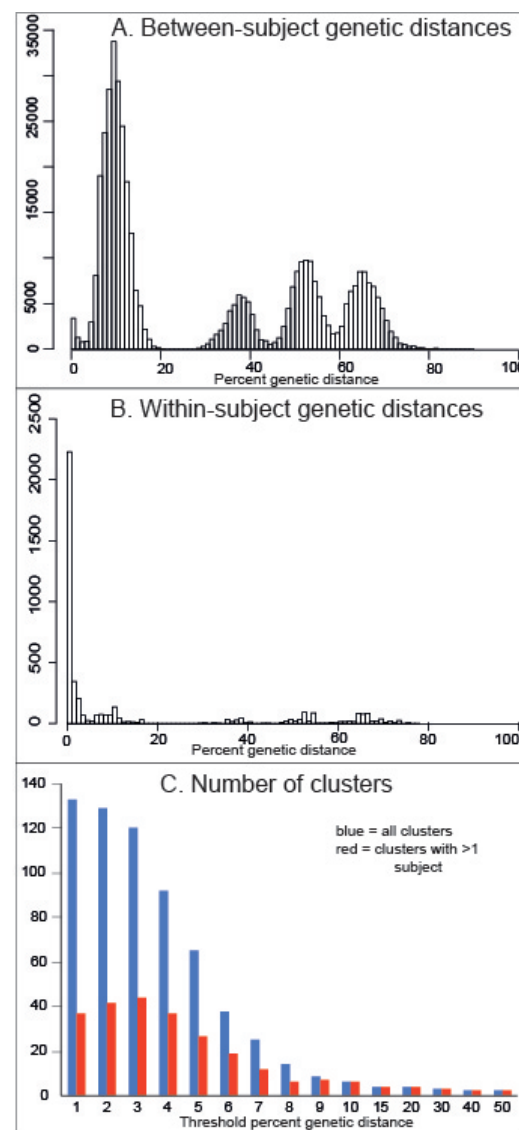 A. Between-subject genetic distances
35000
25000
15000
5000
0
0 20 40 60 80 100
Percent genetic distance
B. Within-subject genetic distances
2500
2000
1500
1000
500
0
0 20 40 60 80 100
Percent genetic distance
C. Number of clusters
140
120
100
80
60
40
20
0
blue = all clusters
red = clusters with >1
subject
1 2 3 4 5 6 7 8 9 10 15 20 30 40 50
Threshold percent genetic distance